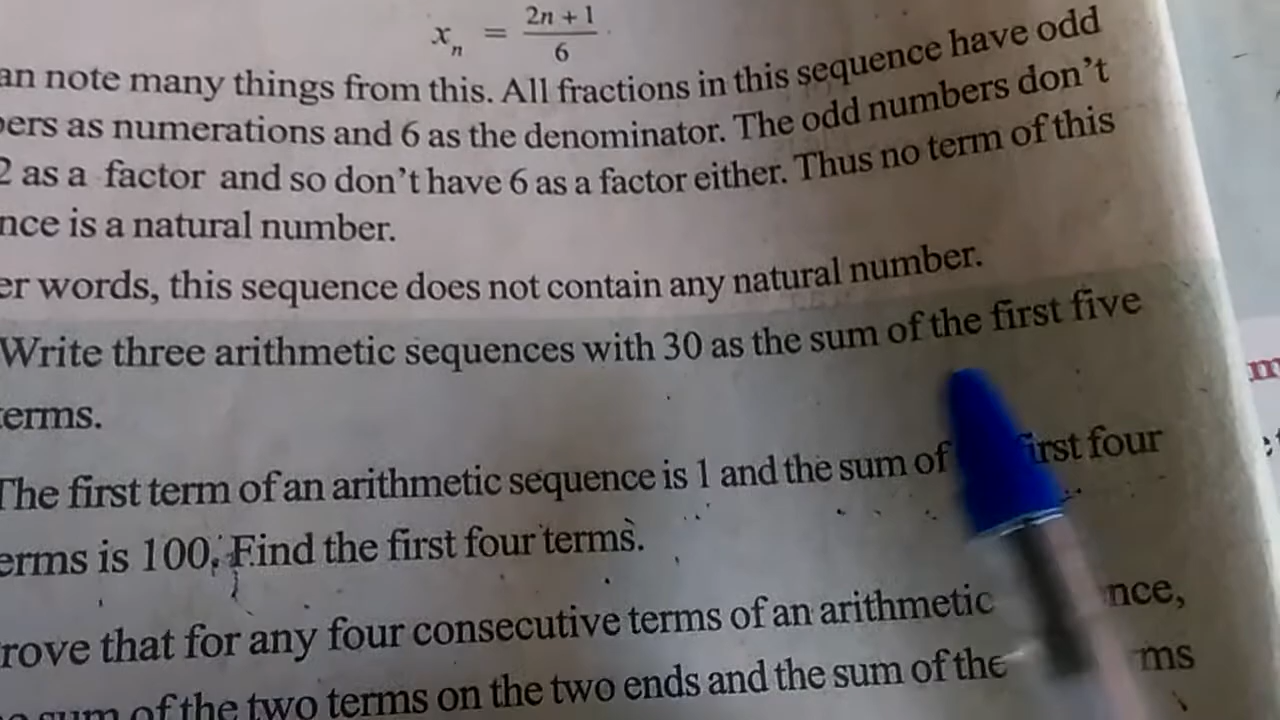 xₙ = (2n + 1)/6
an note many things from this. All fractions in this sequence have odd
bers as numerations and 6 as the denominator. The odd numbers don't
2 as a factor and so don't have 6 as a factor either. Thus no term of this
nce is a natural number.
er words, this sequence does not contain any natural number.
Write three arithmetic sequences with 30 as the sum of the first five
terms.
The first term of an arithmetic sequence is 1 and the sum of irst four
erms is 100. Find the first four terms.
rove that for any four consecutive terms of an arithmetic nce,
sum of the two terms on the two ends and the sum of the ms